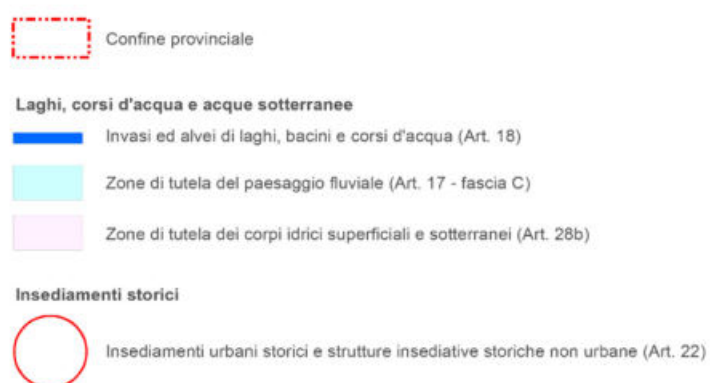 Confine provinciale
Laghi, corsi d'acqua e acque sotterranee
Invasi ed alvei di laghi, bacini e corsi d'acqua (Art. 18)
Zone di tutela del paesaggio fluviale (Art. 17 - fascia C)
Zone di tutela dei corpi idrici superficiali e sotterranei (Art. 28b)
Insediamenti storici
Insediamenti urbani storici e strutture insediative storiche non urbane (Art. 22)